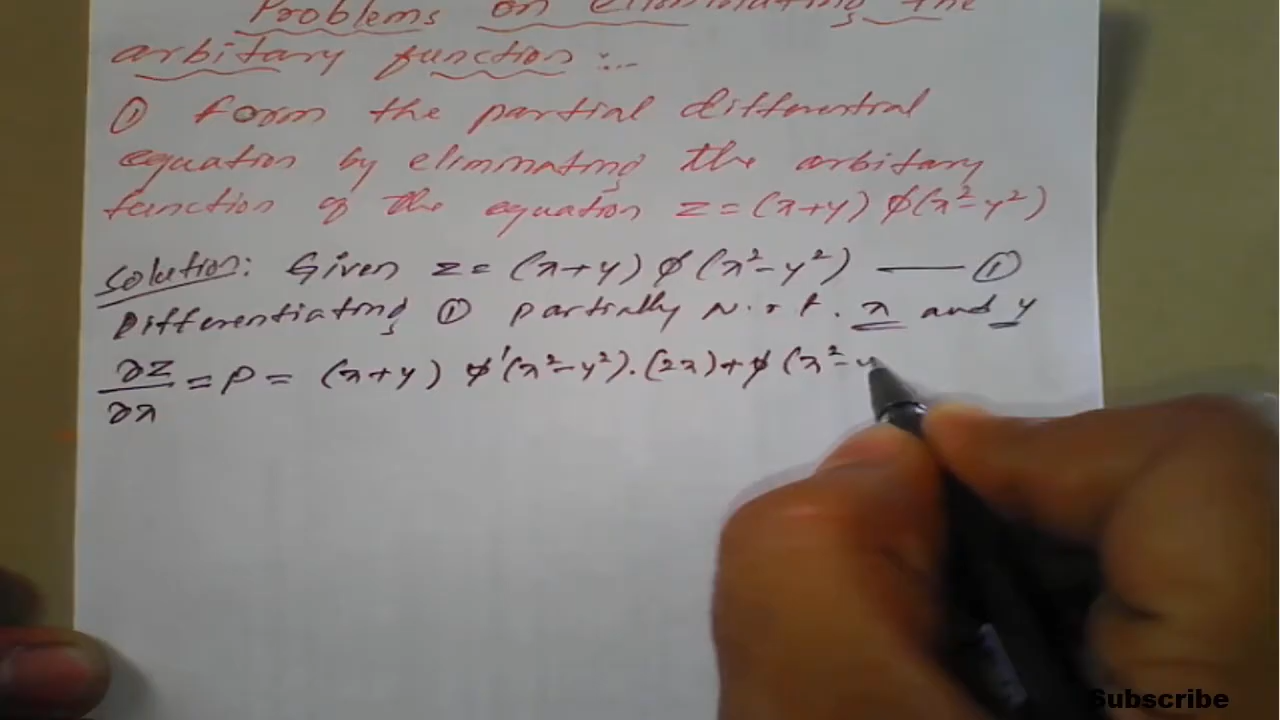 Problems on eliminating the
arbitary function :...
① Form the partial differential
equation by eliminating the arbitary
function of the equation z = (x+y) ϕ(x²-y²)
Solution: Given z = (x+y) ϕ(x²-y²) —— ①
Differentiating ① partially w.r.t. x and y
∂z/∂x = p = (x+y) ϕ'(x²-y²).(2x)+ϕ(x²-y
Subscribe